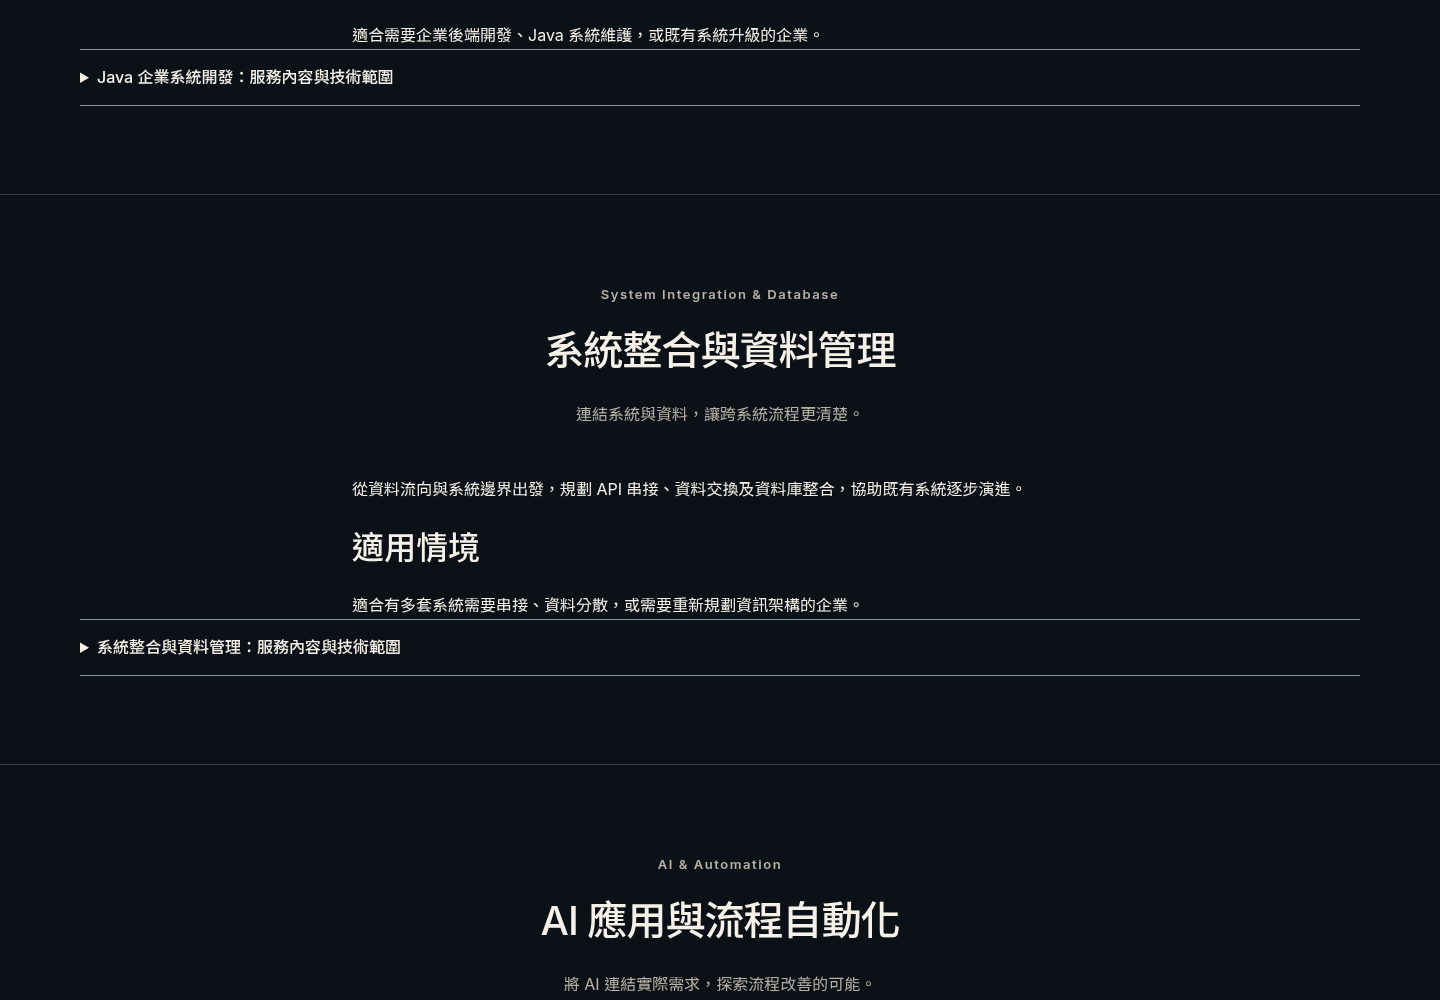 適合需要企業後端開發、Java 系統維護，或既有系統升級的企業。
Java 企業系統開發：服務內容與技術範圍
System Integration & Database
系統整合與資料管理
連結系統與資料，讓跨系統流程更清楚。
從資料流向與系統邊界出發，規劃 API 串接、資料交換及資料庫整合，協助既有系統逐步演進。
適用情境
適合有多套系統需要串接、資料分散，或需要重新規劃資訊架構的企業。
系統整合與資料管理：服務內容與技術範圍
AI & Automation
AI 應用與流程自動化
將 AI 連結實際需求，探索流程改善的可能。